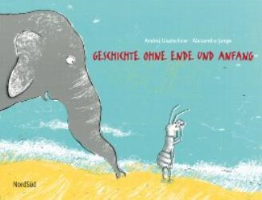 Andrej Usatschow · Alexandra Junge
GESCHICHTE OHNE ENDE UND ANFANG
NordSüd